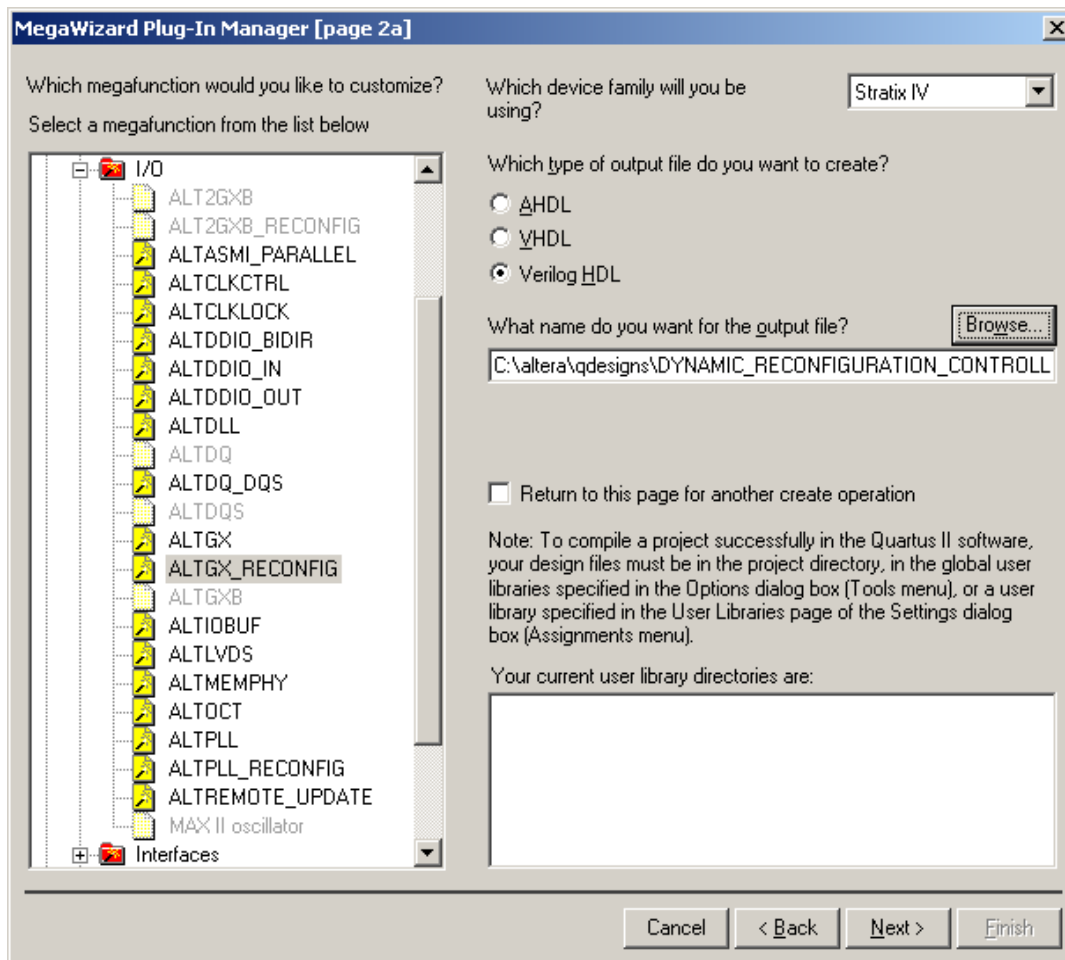 MegaWizard Plug-In Manager [page 2a]
Which megafunction would you like to customize?
Select a megafunction from the list below
I/O
ALT2GXB
ALT2GXB_RECONFIG
ALTASMI_PARALLEL
ALTCLKCTRL
ALTCLKLOCK
ALTDDIO_BIDIR
ALTDDIO_IN
ALTDDIO_OUT
ALTDLL
ALTDQ
ALTDQ_DQS
ALTDQS
ALTGX
ALTGX_RECONFIG
ALTGXB
ALTIOBUF
ALTLVDS
ALTMEMPHY
ALTOCT
ALTPLL
ALTPLL_RECONFIG
ALTREMOTE_UPDATE
MAX II oscillator
Interfaces
Which device family will you be
using?
Stratix IV
Which type of output file do you want to create?
AHDL
VHDL
Verilog HDL
What name do you want for the output file?
Browse...
C:\altera\qdesigns\DYNAMIC_RECONFIGURATION_CONTROLL
Return to this page for another create operation
Note: To compile a project successfully in the Quartus II software,
your design files must be in the project directory, in the global user
libraries specified in the Options dialog box (Tools menu), or a user
library specified in the User Libraries page of the Settings dialog
box (Assignments menu).
Your current user library directories are:
Cancel
< Back
Next >
Finish